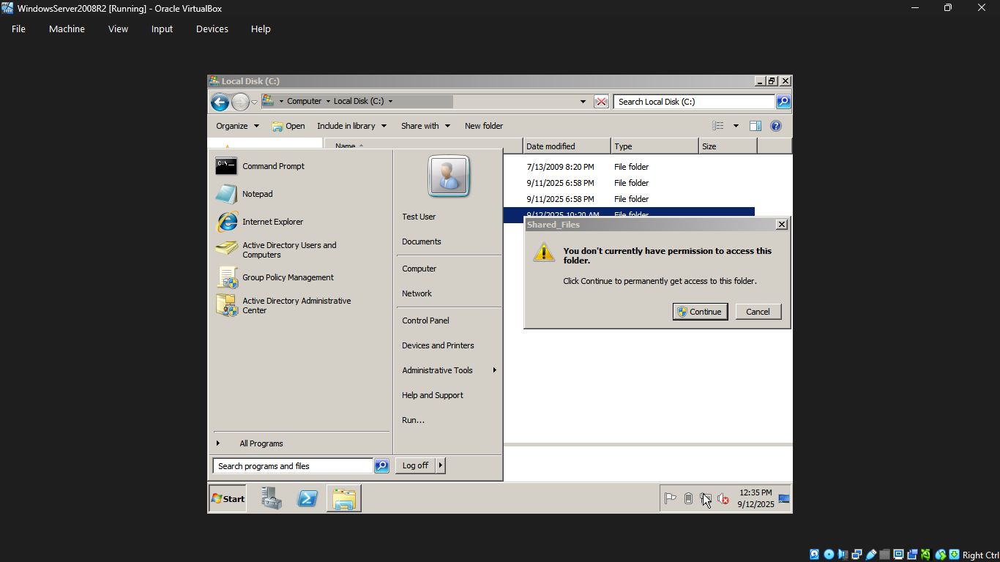 WindowsServer2008R2 [Running] - Oracle VirtualBox
File Machine View Input Devices Help
Local Disk (C:)
Computer Local Disk (C:)
Search Local Disk (C:)
Organize Open Include in library Share with New folder
Name Date modified Type Size
7/13/2009 8:20 PM File folder
9/11/2025 6:58 PM File folder
9/11/2025 6:58 PM File folder
9/12/2025 10:20 AM File folder
Shared_Files
You don't currently have permission to access this
folder.
Click Continue to permanently get access to this folder.
Continue Cancel
C:\_
Command Prompt
Notepad
Internet Explorer
Active Directory Users and
Computers
Group Policy Management
Active Directory Administrative
Center
All Programs
Search programs and files
Test User
Documents
Computer
Network
Control Panel
Devices and Printers
Administrative Tools
Help and Support
Run...
Log off
Start
12:35 PM
9/12/2025
Right Ctrl